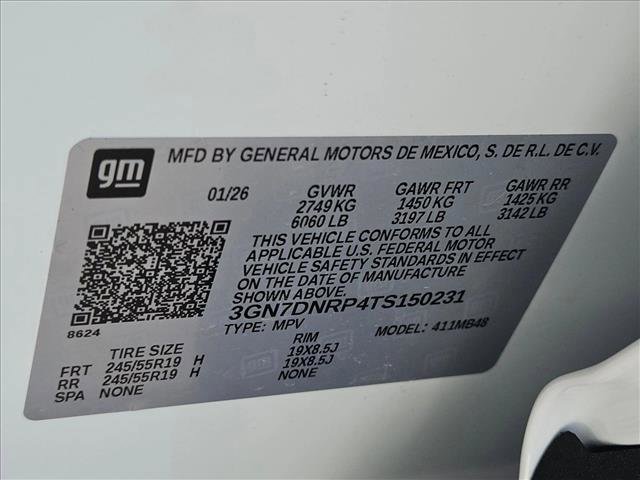 gm MFD BY GENERAL MOTORS DE MEXICO, S. DE R.L. DE C.V.
01/26 GVWR GAWR FRT GAWR RR
2749 KG 1450 KG 1425 KG
6060 LB 3197 LB 3142 LB
THIS VEHICLE CONFORMS TO ALL
APPLICABLE U.S. FEDERAL MOTOR
VEHICLE SAFETY STANDARDS IN EFFECT
ON THE DATE OF MANUFACTURE
SHOWN ABOVE.
3GN7DNRP4TS150231
8624 TYPE: MPV MODEL: 411MB48
TIRE SIZE RIM
FRT 245/55R19 H 19X8.5J
RR 245/55R19 H 19X8.5J
SPA NONE NONE